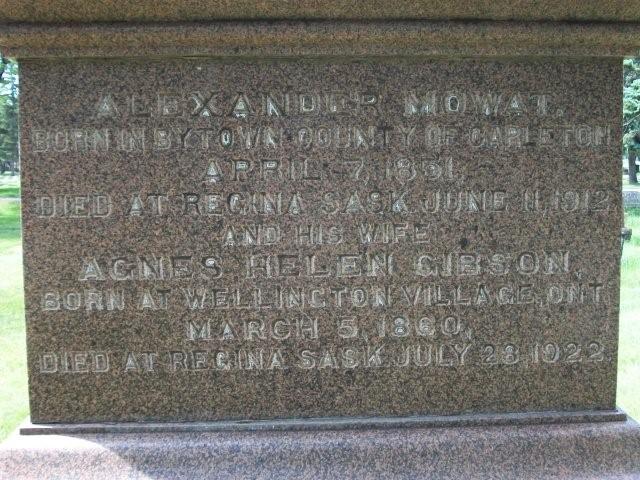 ALEXANDER MOWAT.
BORN IN BYTOWN COUNTY OF CARLETON
APRIL 7, 1851,
DIED AT REGINA SASK. JUNE 11, 1912
AND HIS WIFE
AGNES HELEN GIBSON,
BORN AT WELLINGTON VILLAGE, ONT.
MARCH 5, 1860,
DIED AT REGINA SASK. JULY 28, 1922.